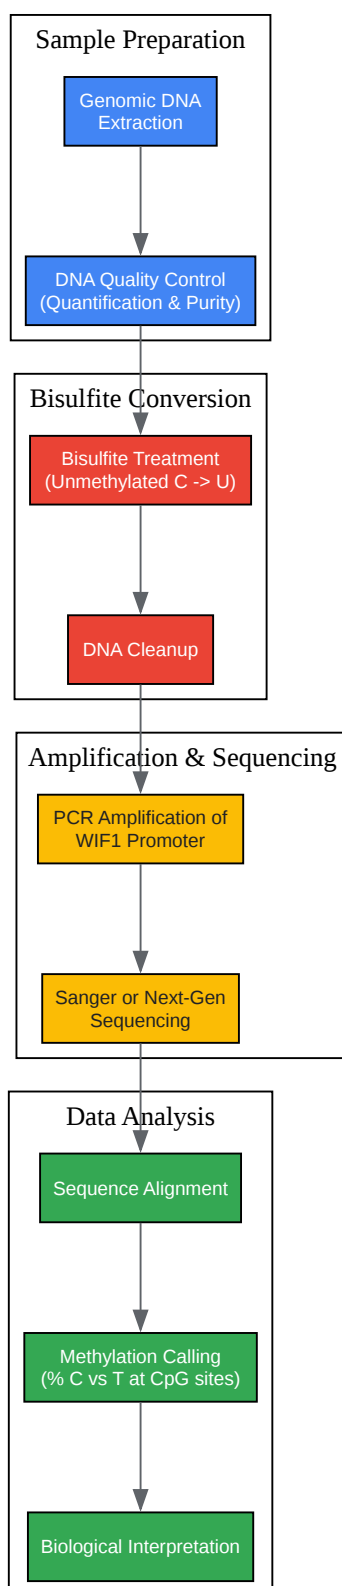 Sample Preparation
Genomic DNA
Extraction
DNA Quality Control
(Quantification & Purity)
Bisulfite Conversion
Bisulfite Treatment
(Unmethylated C -> U)
DNA Cleanup
Amplification & Sequencing
PCR Amplification of
WIF1 Promoter
Sanger or Next-Gen
Sequencing
Data Analysis
Sequence Alignment
Methylation Calling
(% C vs T at CpG sites)
Biological Interpretation